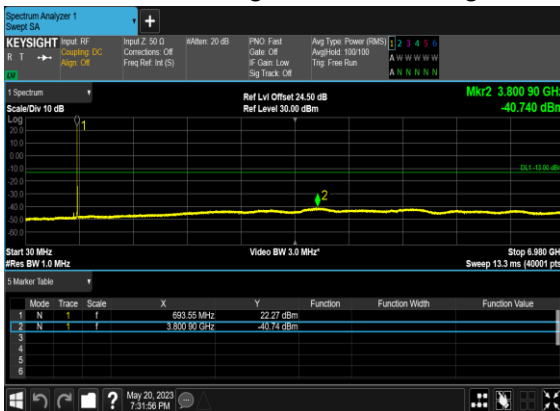 Spectrum Analyzer 1
Swept SA
KEYSIGHT Input: RF Input Z: 50 Ω #Atten: 20 dB PNO: Fast Avg Type: Power (RMS) 1 2 3 4 5 6
R T Coupling: DC Corrections: Off Gate: Off Avg|Hold: 100/100 A W W W W W
Align: Off Freq Ref: Int (S) IF Gain: Low Trig: Free Run
Sig Track: Off A N N N N N
1 Spectrum Mkr2 3.800 90 GHz
Ref Lvl Offset 24.50 dB
Scale/Div 10 dB Ref Level 30.00 dBm -40.740 dBm
Log
20.0 1
10.0
0.00
-10.0 DL1 -13.00 dBm
-20.0
-30.0 2
-40.0
-50.0
-60.0
Start 30 MHz Video BW 3.0 MHz* Stop 6.980 GHz
#Res BW 1.0 MHz Sweep 13.3 ms (40001 pts
5 Marker Table
Mode Trace Scale X Y Function Function Width Function Value
1 N 1 f 693.55 MHz 22.27 dBm
2 N 1 f 3.800 90 GHz -40.74 dBm
3
4
5
6
? May 20, 2023
7:31:56 PM